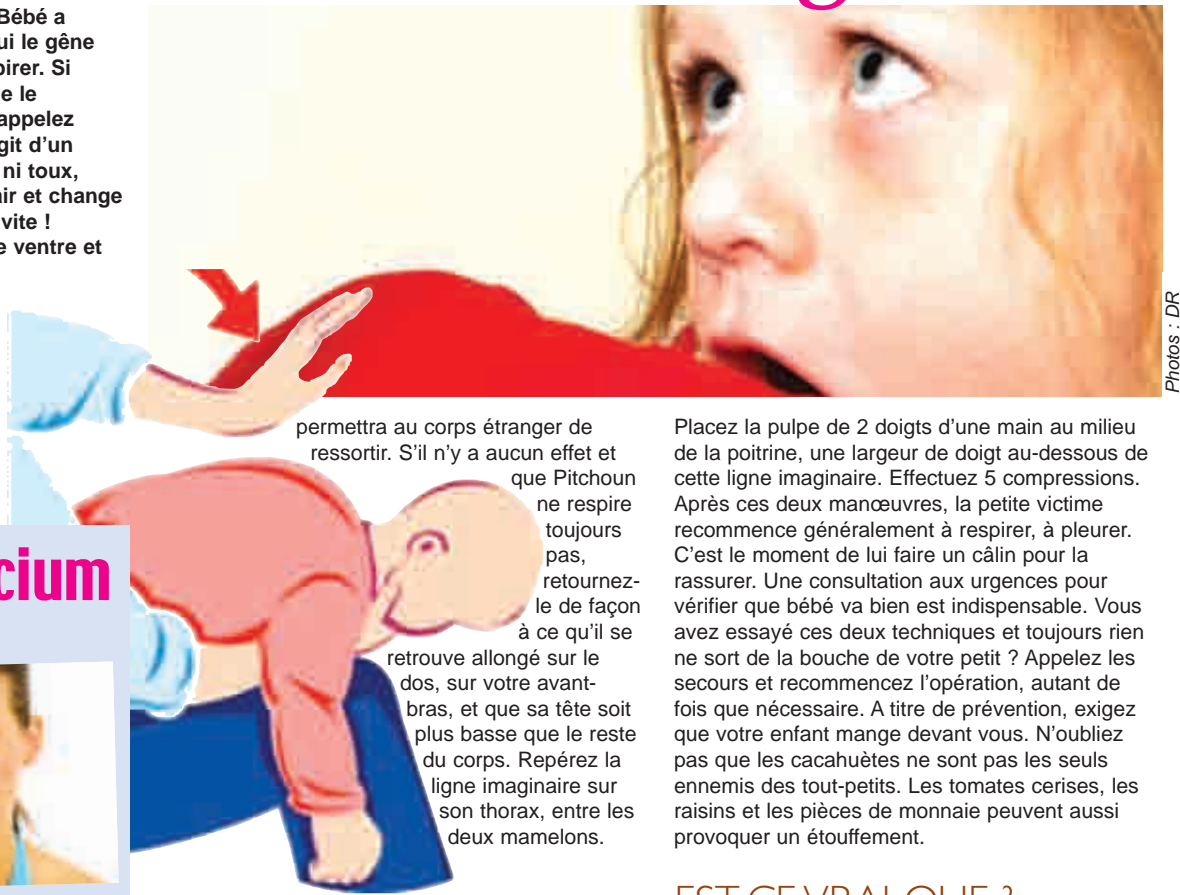 Bébé a
ui le gêne
pirer. Si
e le
appelez
git d'un
ni toux,
air et change
vite !
e ventre et
Photos : DR
permettra au corps étranger de
ressortir. S'il n'y a aucun effet et
que Pitchoun
ne respire
toujours
pas,
retournez-
le de façon
à ce qu'il se
retrouve allongé sur le
dos, sur votre avant-
bras, et que sa tête soit
plus basse que le reste
du corps. Repérez la
ligne imaginaire sur
son thorax, entre les
deux mamelons.
Placez la pulpe de 2 doigts d'une main au milieu
de la poitrine, une largeur de doigt au-dessous de
cette ligne imaginaire. Effectuez 5 compressions.
Après ces deux manœuvres, la petite victime
recommence généralement à respirer, à pleurer.
C'est le moment de lui faire un câlin pour la
rassurer. Une consultation aux urgences pour
vérifier que bébé va bien est indispensable. Vous
avez essayé ces deux techniques et toujours rien
ne sort de la bouche de votre petit ? Appelez les
secours et recommencez l'opération, autant de
fois que nécessaire. A titre de prévention, exigez
que votre enfant mange devant vous. N'oubliez
pas que les cacahuètes ne sont pas les seuls
ennemis des tout-petits. Les tomates cerises, les
raisins et les pièces de monnaie peuvent aussi
provoquer un étouffement.
cium
EST CE VRAI QUE ?